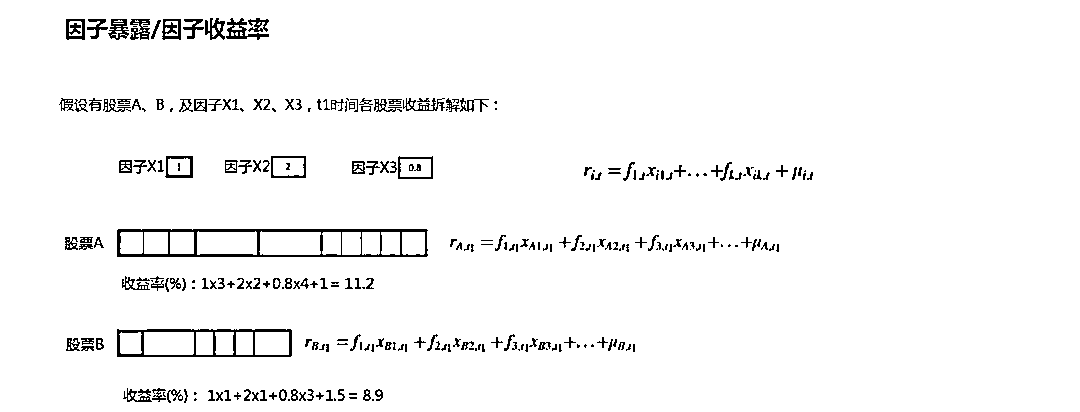 因子暴露/因子收益率
假设有股票A、B，及因子X1、X2、X3，t1时间各股票收益拆解如下：
因子X1 1 因子X2 2 因子X3 0.8 r_{i,t} = f_{1,t}x_{i1,t}+…+f_{k,t}x_{ik,t} + μ_{i,t}
股票A r_{A,t1} = f_{1,t1}x_{A1,t1} + f_{2,t1}x_{A2,t1} + f_{3,t1}x_{A3,t1}+…+μ_{A,t1}
收益率(%)：1x3+2x2+0.8x4+1 = 11.2
股票B r_{B,t1} = f_{1,t1}x_{B1,t1} + f_{2,t1}x_{B2,t1} + f_{3,t1}x_{B3,t1}+…+μ_{B,t1}
收益率(%)： 1x1+2x1+0.8x3+1.5 = 8.9